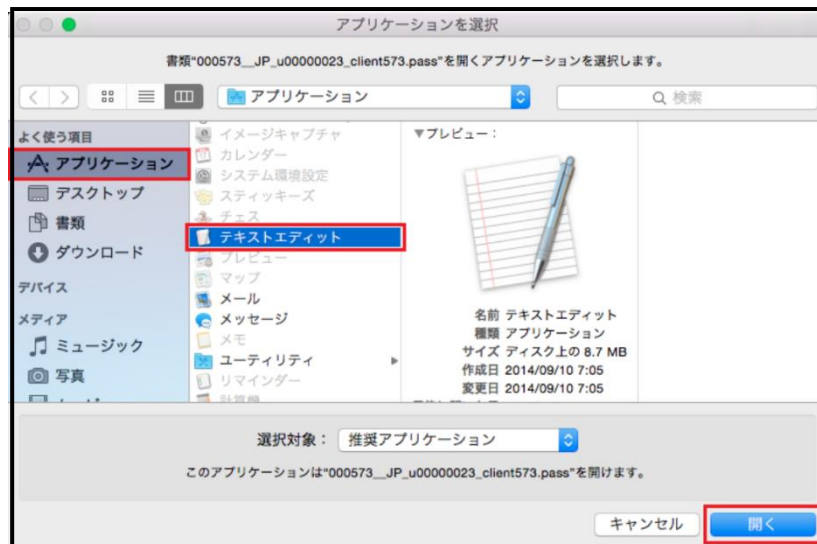 アプリケーションを選択
書類"000573__JP_u00000023_client573.pass"を開くアプリケーションを選択します。
アプリケーション
検索
よく使う項目
アプリケーション
デスクトップ
書類
ダウンロード
デバイス
メディア
ミュージック
写真
イメージキャプチャ
カレンダー
システム環境設定
スティッキーズ
チェス
テキストエディット
プレビュー
マップ
メール
メッセージ
メモ
ユーティリティ
リマインダー
計算機
▼プレビュー：
名前 テキストエディット
種類 アプリケーション
サイズ ディスク上の 8.7 MB
作成日 2014/09/10 7:05
変更日 2014/09/10 7:05
選択対象： 推奨アプリケーション
このアプリケーションは"000573__JP_u00000023_client573.pass"を開けます。
キャンセル
開く